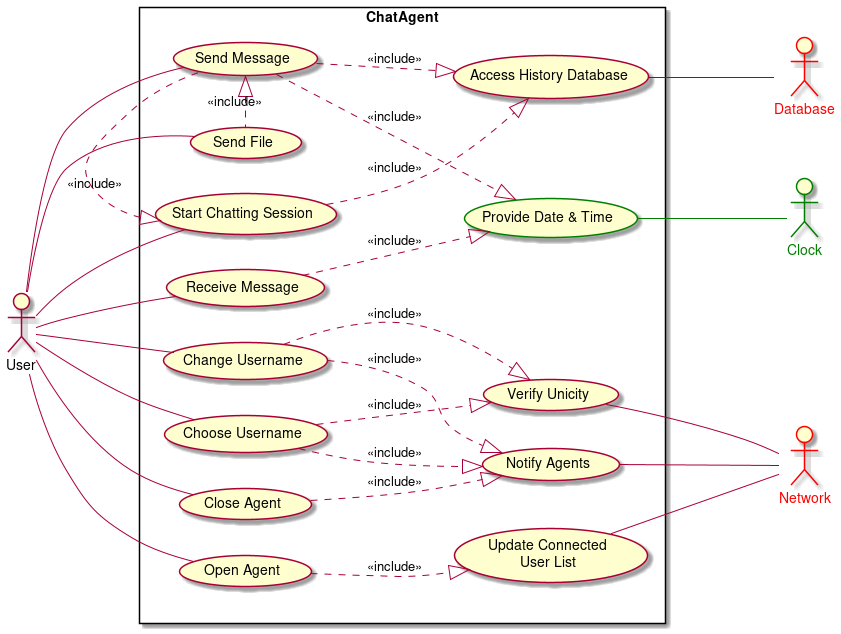 ChatAgent
Send Message
«include»
Access History Database
Database
«include»
Send File
«include»
«include»
«include»
Start Chatting Session
Provide Date & Time
Clock
«include»
Receive Message
User
«include»
Change Username
«include»
Verify Unicity
«include»
Choose Username
«include»
Notify Agents
Network
«include»
Close Agent
Update Connected
User List
«include»
Open Agent